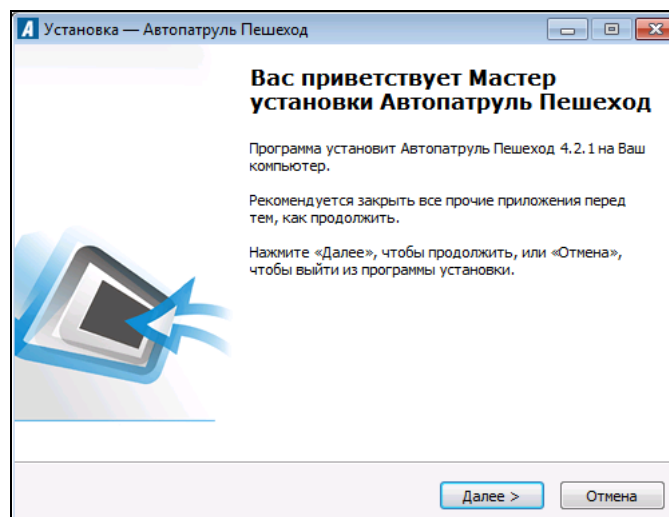 Установка — Автопатруль Пешеход
Вас приветствует Мастер
установки Автопатруль Пешеход
Программа установит Автопатруль Пешеход 4.2.1 на Ваш
компьютер.
Рекомендуется закрыть все прочие приложения перед
тем, как продолжить.
Нажмите «Далее», чтобы продолжить, или «Отмена»,
чтобы выйти из программы установки.
Далее >
Отмена